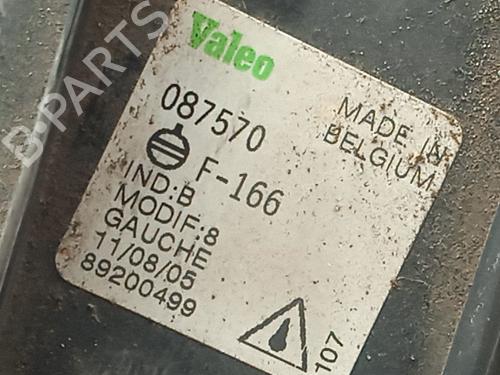 Valeo
087570
MADE IN
BELGIUM
F-166
IND:B
MODIF:8
GAUCHE
11/08/05
89200499
107
B-PARTS